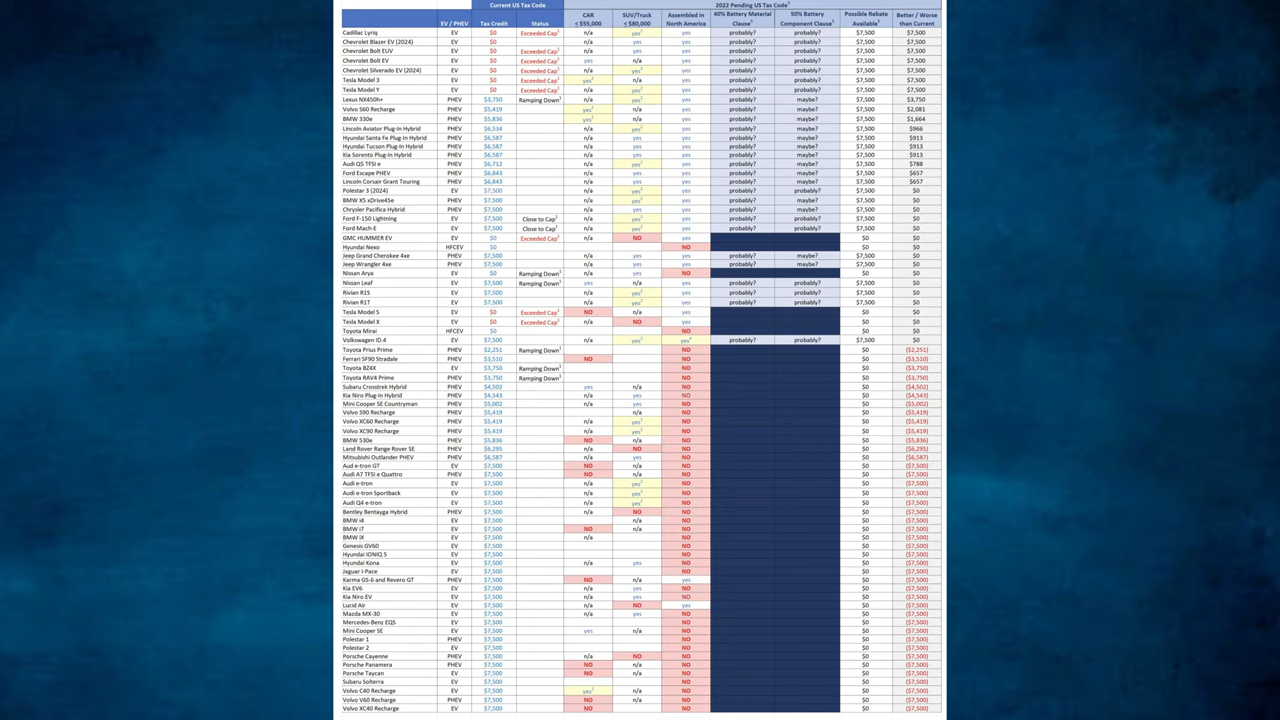 Current US Tax Code 2022 Pending US Tax Code⁵
CAR SUV/Truck Assembled in 40% Battery Material 50% Battery Possible Rebate Better / Worse
EV / PHEV Tax Credit Status ≤ $55,000 ≤ $80,000 North America Clause⁵ Component Clause⁵ Available⁵ than Current
Cadillac Lyriq EV $0 Exceeded Cap¹ n/a yes² yes probably? probably? $7,500 $7,500
Chevrolet Blazer EV (2024) EV $0 n/a yes yes probably? probably? $7,500 $7,500
Chevrolet Bolt EUV EV $0 Exceeded Cap¹ n/a yes yes probably? probably? $7,500 $7,500
Chevrolet Bolt EV EV $0 Exceeded Cap¹ yes n/a yes probably? probably? $7,500 $7,500
Chevrolet Silverado EV (2024) EV $0 Exceeded Cap¹ n/a yes² yes probably? probably? $7,500 $7,500
Tesla Model 3 EV $0 Exceeded Cap¹ yes² n/a yes probably? probably? $7,500 $7,500
Tesla Model Y EV $0 Exceeded Cap¹ n/a yes² yes probably? probably? $7,500 $7,500
Lexus NX450h+ PHEV $3,750 Ramping Down³ n/a yes yes probably? maybe? $7,500 $3,750
Volvo S60 Recharge PHEV $5,419 yes² n/a yes probably? maybe? $7,500 $2,081
BMW 330e PHEV $5,836 yes² n/a yes probably? maybe? $7,500 $1,664
Lincoln Aviator Plug-In Hybrid PHEV $6,534 n/a yes² yes probably? maybe? $7,500 $966
Hyundai Santa Fe Plug-In Hybrid PHEV $6,587 n/a yes yes probably? maybe? $7,500 $913
Hyundai Tucson Plug-In Hybrid PHEV $6,587 n/a yes yes probably? maybe? $7,500 $913
Kia Sorento Plug-In Hybrid PHEV $6,587 n/a yes yes probably? maybe? $7,500 $913
Audi Q5 TFSI e PHEV $6,712 n/a yes² yes probably? maybe? $7,500 $788
Ford Escape PHEV PHEV $6,843 n/a yes yes probably? maybe? $7,500 $657
Lincoln Corsair Grant Touring PHEV $6,843 n/a yes yes probably? maybe? $7,500 $657
Polestar 3 (2024) EV $7,500 n/a yes² yes probably? probably? $7,500 $0
BMW X5 xDrive45e PHEV $7,500 n/a yes² yes probably? maybe? $7,500 $0
Chrysler Pacifica Hybrid PHEV $7,500 n/a yes yes probably? maybe? $7,500 $0
Ford F-150 Lightning EV $7,500 Close to Cap³ n/a yes² yes probably? probably? $7,500 $0
Ford Mach-E EV $7,500 Close to Cap³ n/a yes² yes probably? probably? $7,500 $0
GMC HUMMER EV EV $0 Exceeded Cap¹ n/a NO yes $0 $0
Hyundai Nexo HFCEV $0 NO $0 $0
Jeep Grand Cherokee 4xe PHEV $7,500 n/a yes yes probably? maybe? $7,500 $0
Jeep Wrangler 4xe PHEV $7,500 n/a yes yes probably? maybe? $7,500 $0
Nissan Arya EV $0 Ramping Down³ NO $0 $0
Nissan Leaf EV $7,500 Ramping Down³ yes n/a yes probably? probably? $7,500 $0
Rivian R1S EV $7,500 n/a yes² yes probably? probably? $7,500 $0
Rivian R1T EV $7,500 n/a yes² yes probably? probably? $7,500 $0
Tesla Model S EV $0 Exceeded Cap¹ NO n/a yes $0 $0
Tesla Model X EV $0 Exceeded Cap¹ n/a NO yes $0 $0
Toyota Mirai HFCEV $0 NO $0 $0
Volkswagen ID.4 EV $7,500 n/a yes² yes⁴ probably? probably? $7,500 $0
Toyota Prius Prime PHEV $2,251 Ramping Down³ NO $0 ($2,251)
Ferrari SF90 Stradale PHEV $3,510 NO n/a NO $0 ($3,510)
Toyota BZ4X EV $3,750 Ramping Down³ NO $0 ($3,750)
Toyota RAV4 Prime PHEV $3,750 Ramping Down³ NO $0 ($3,750)
Subaru Crosstrek Hybrid PHEV $4,502 yes n/a NO $0 ($4,502)
Kia Niro Plug-In Hybrid PHEV $4,543 n/a yes NO $0 ($4,543)
Mini Cooper SE Countryman PHEV $5,002 n/a yes NO $0 ($5,002)
Volvo S90 Recharge PHEV $5,419 n/a NO $0 ($5,419)
Volvo XC60 Recharge PHEV $5,419 n/a yes² NO $0 ($5,419)
Volvo XC90 Recharge PHEV $5,419 n/a yes² NO $0 ($5,419)
BMW 530e PHEV $5,836 NO n/a NO $0 ($5,836)
Land Rover Range Rover SE PHEV $6,295 n/a NO NO $0 ($6,295)
Mitsubishi Outlander PHEV PHEV $6,587 n/a yes NO $0 ($6,587)
Aud e-tron GT EV $7,500 NO n/a NO $0 ($7,500)
Audi A7 TFSI e Quattro PHEV $7,500 NO n/a NO $0 ($7,500)
Audi e-tron EV $7,500 n/a yes² NO $0 ($7,500)
Audi e-tron Sportback EV $7,500 n/a yes² NO $0 ($7,500)
Audi Q4 e-tron EV $7,500 n/a yes² NO $0 ($7,500)
Bentley Bentayga Hybrid PHEV $7,500 n/a NO NO $0 ($7,500)
BMW i4 EV $7,500 n/a NO $0 ($7,500)
BMW i7 EV $7,500 NO n/a NO $0 ($7,500)
BMW iX EV $7,500 n/a NO $0 ($7,500)
Genesis GV60 EV $7,500 NO $0 ($7,500)
Hyundai IONIQ 5 EV $7,500 NO $0 ($7,500)
Hyundai Kona EV $7,500 n/a yes NO $0 ($7,500)
Jaguar I-Pace EV $7,500 NO $0 ($7,500)
Karma GS-6 and Revero GT PHEV $7,500 NO n/a yes $0 ($7,500)
Kia EV6 EV $7,500 n/a yes NO $0 ($7,500)
Kia Niro EV EV $7,500 n/a yes NO $0 ($7,500)
Lucid Air EV $7,500 n/a NO yes $0 ($7,500)
Mazda MX-30 EV $7,500 n/a yes NO $0 ($7,500)
Mercedes-Benz EQS EV $7,500 NO $0 ($7,500)
Mini Cooper SE EV $7,500 yes n/a NO $0 ($7,500)
Polestar 1 PHEV $7,500 NO $0 ($7,500)
Polestar 2 EV $7,500 NO $0 ($7,500)
Porsche Cayenne PHEV $7,500 n/a NO NO $0 ($7,500)
Porsche Panamera PHEV $7,500 NO n/a NO $0 ($7,500)
Porsche Taycan EV $7,500 NO n/a NO $0 ($7,500)
Subaru Solterra EV $7,500 NO $0 ($7,500)
Volvo C40 Recharge EV $7,500 yes² n/a NO $0 ($7,500)
Volvo V60 Recharge PHEV $7,500 NO n/a NO $0 ($7,500)
Volvo XC40 Recharge EV $7,500 NO n/a NO $0 ($7,500)